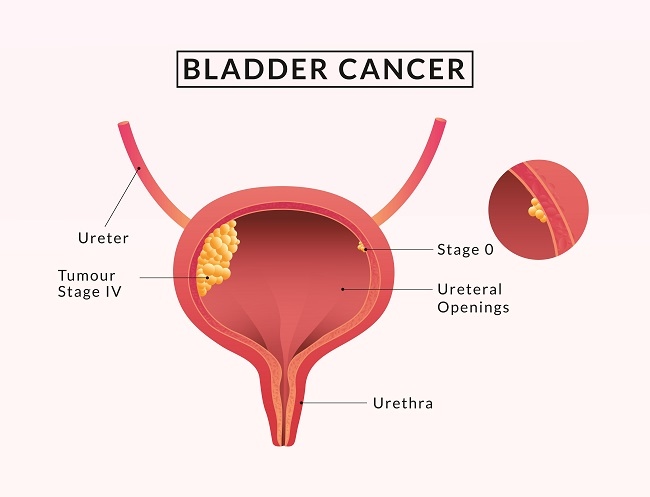 BLADDER CANCER
Ureter
Tumour
Stage IV
Stage 0
Ureteral
Openings
Urethra